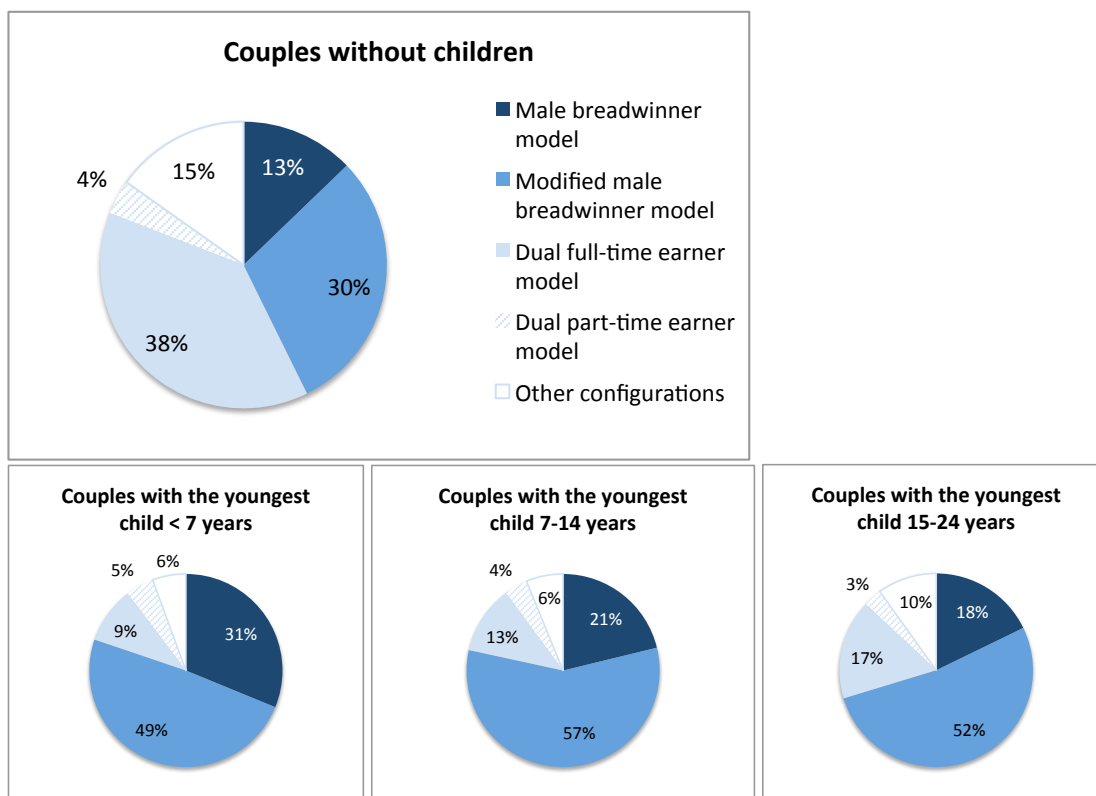 Couples without children
Male breadwinner
model
Modified male
breadwinner model
Dual full-time earner
model
Dual part-time earner
model
Other configurations
13%
30%
38%
4%
15%
Couples with the youngest
child < 7 years
31%
49%
9%
5%
6%
Couples with the youngest
child 7-14 years
21%
57%
13%
4%
6%
Couples with the youngest
child 15-24 years
18%
52%
17%
3%
10%